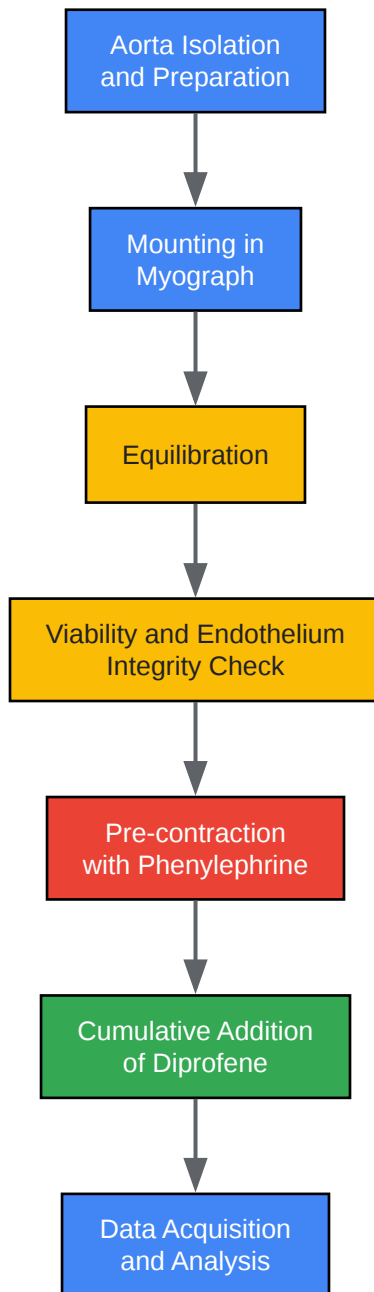 Aorta Isolation
and Preparation
Mounting in
Myograph
Equilibration
Viability and Endothelium
Integrity Check
Pre-contraction
with Phenylephrine
Cumulative Addition
of Diprofene
Data Acquisition
and Analysis